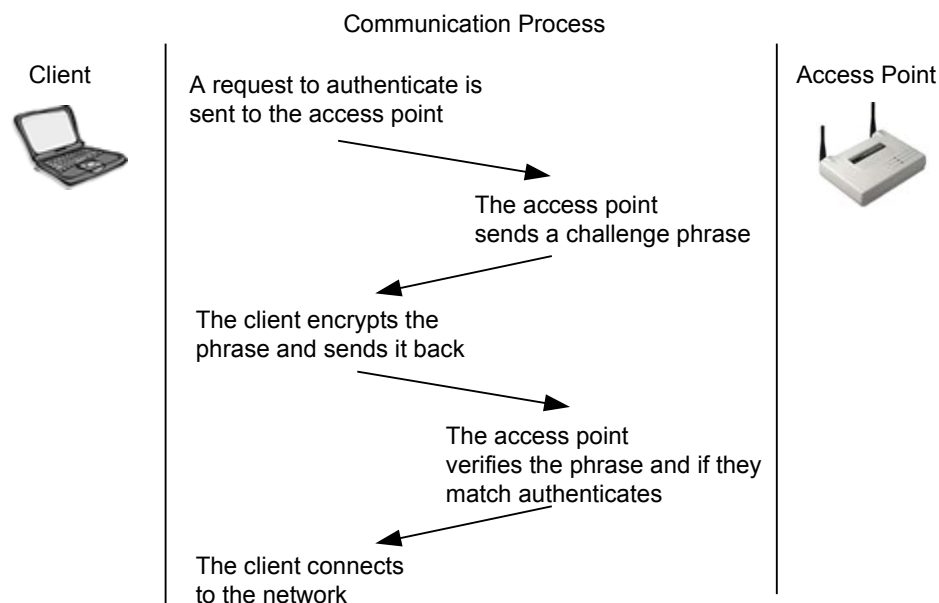 Communication Process
Client
Access Point
A request to authenticate is
sent to the access point
The access point
sends a challenge phrase
The client encrypts the
phrase and sends it back
The access point
verifies the phrase and if they
match authenticates
The client connects
to the network